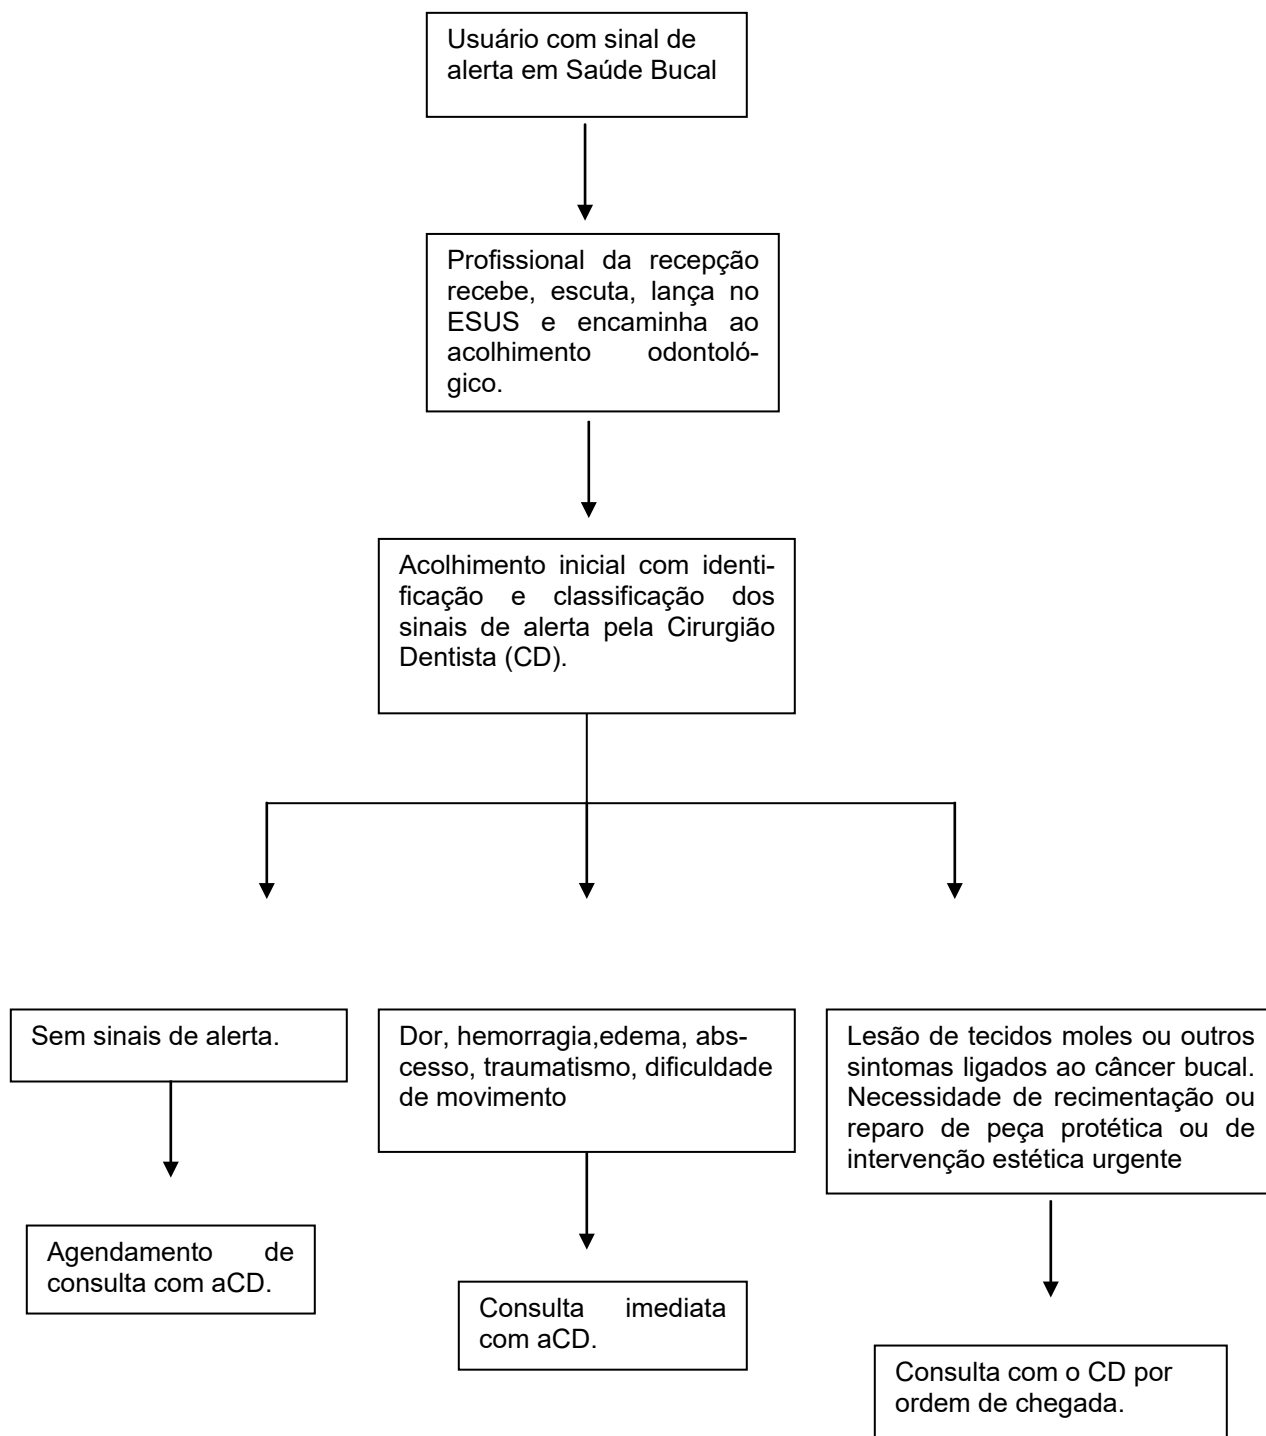 Usuário com sinal de
alerta em Saúde Bucal
Profissional da recepção
recebe, escuta, lança no
ESUS e encaminha ao
acolhimento odontoló-
gico.
Acolhimento inicial com identi-
ficação e classificação dos
sinais de alerta pela Cirurgião
Dentista (CD).
Sem sinais de alerta.
Dor, hemorragia,edema, abs-
cesso, traumatismo, dificuldade
de movimento
Lesão de tecidos moles ou outros
sintomas ligados ao câncer bucal.
Necessidade de recimentação ou
reparo de peça protética ou de
intervenção estética urgente
Agendamento de
consulta com aCD.
Consulta imediata
com aCD.
Consulta com o CD por
ordem de chegada.